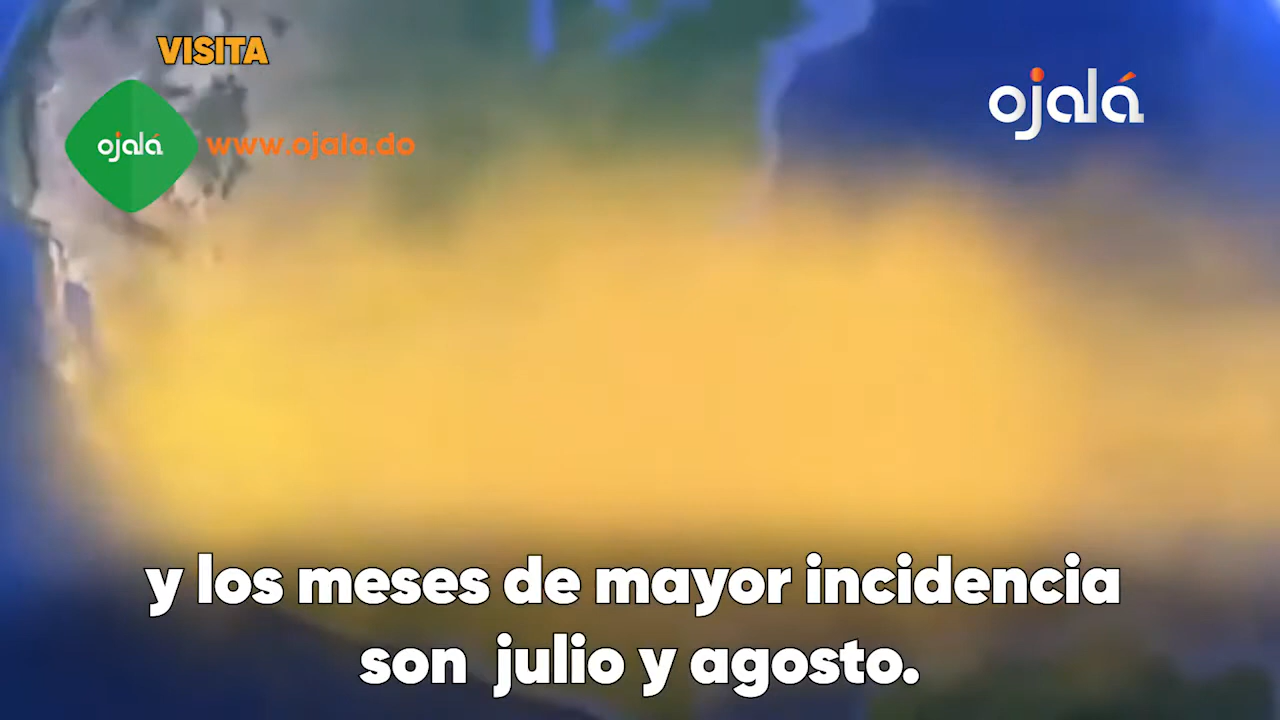 VISITA
ojalá
www.ojala.do
ojalá
y los meses de mayor incidencia
son julio y agosto.